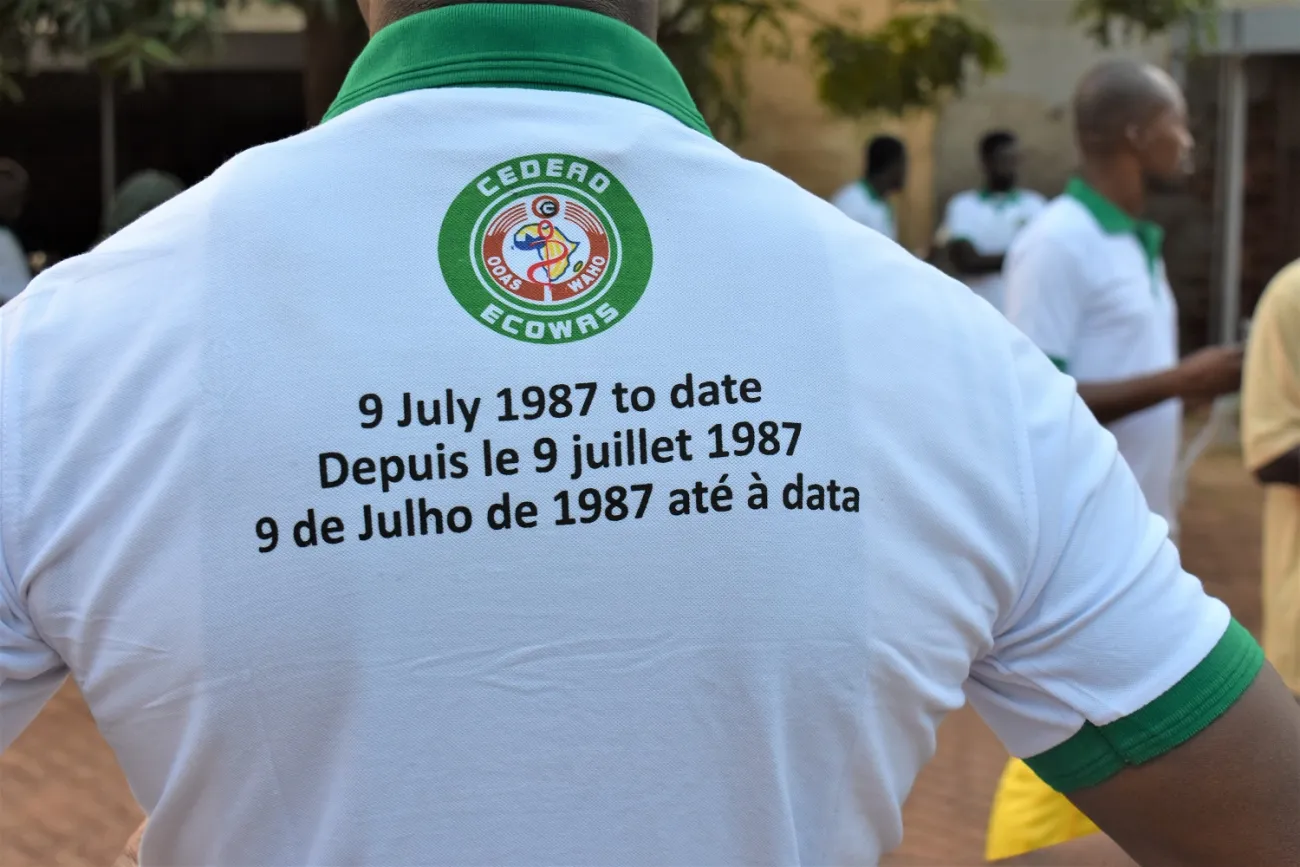 CEDEAO
OOAS WAHO
ECOWAS
9 July 1987 to date
Depuis le 9 juillet 1987
9 de Julho de 1987 até à data